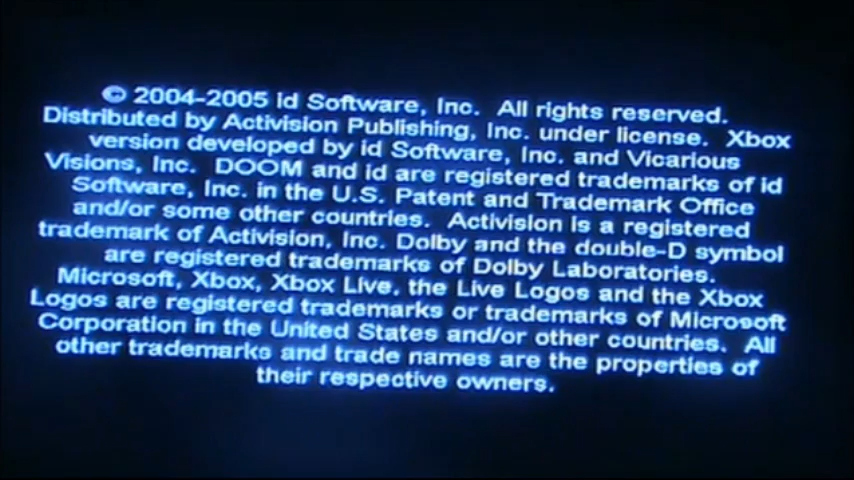 © 2004-2005 id Software, Inc. All rights reserved.
Distributed by Activision Publishing, Inc. under license. Xbox
version developed by id Software, Inc. and Vicarious
Visions, Inc. DOOM and id are registered trademarks of id
Software, Inc. in the U.S. Patent and Trademark Office
and/or some other countries. Activision is a registered
trademark of Activision, Inc. Dolby and the double-D symbol
are registered trademarks of Dolby Laboratories.
Microsoft, Xbox, Xbox Live, the Live Logos and the Xbox
Logos are registered trademarks or trademarks of Microsoft
Corporation in the United States and/or other countries. All
other trademarks and trade names are the properties of
their respective owners.